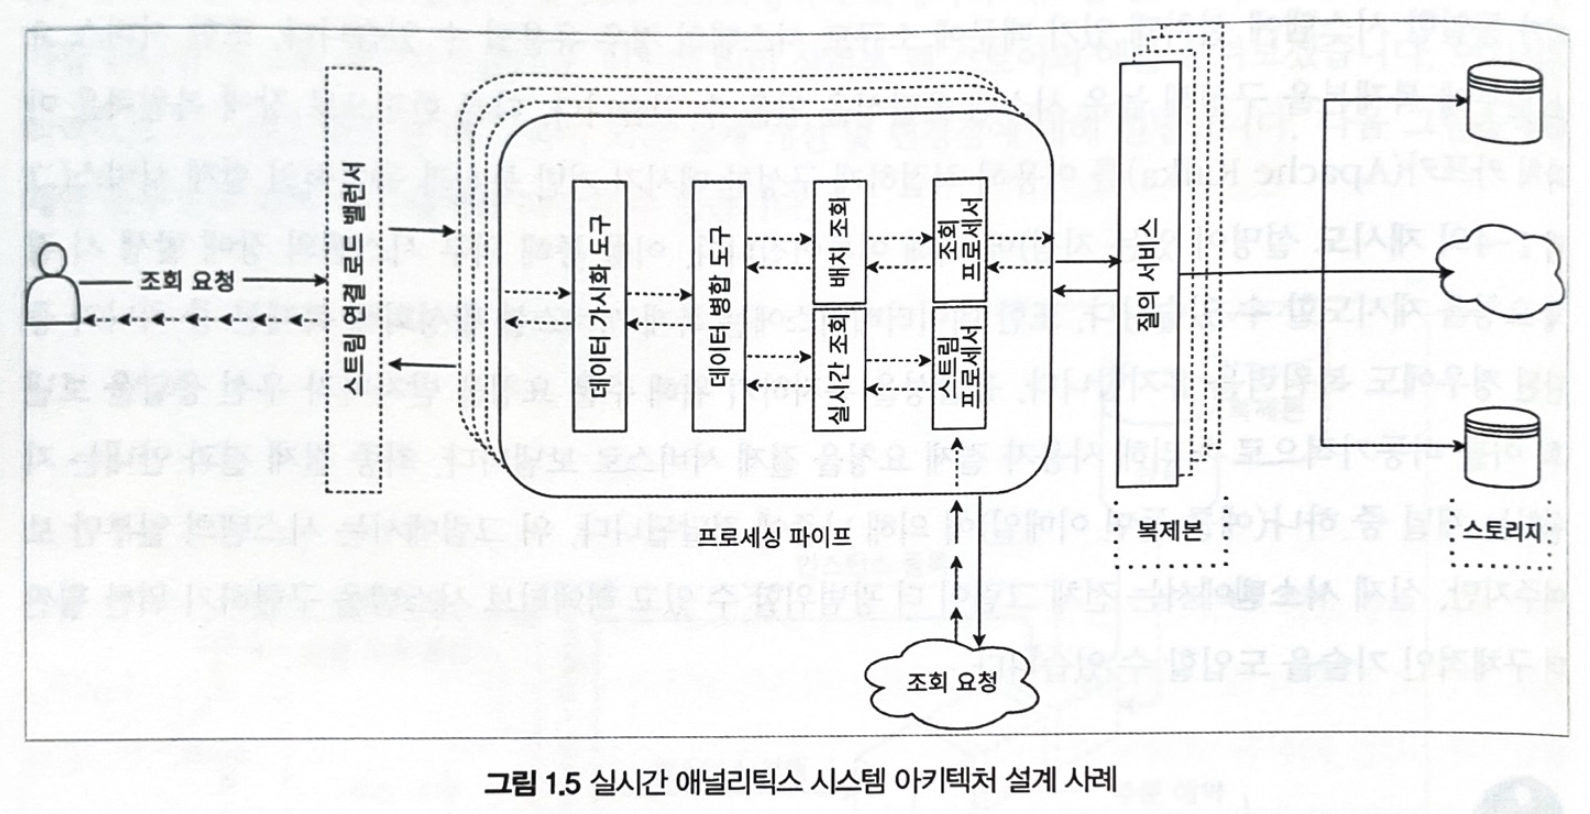 조회 요청
스트림 연결 로드 밸런서
데이터 가시화 도구
데이터 병합 도구
배치 조회
실시간 조회
조회
프로세서
스트림
프로세서
질의 서비스
프로세싱 파이프
복제본
스토리지
조회 요청
그림 1.5 실시간 애널리틱스 시스템 아키텍처 설계 사례